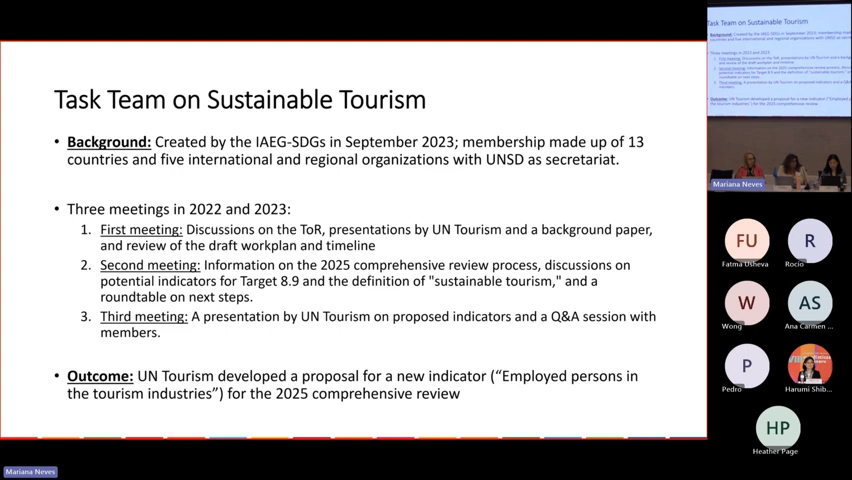 Task Team on Sustainable Tourism
• Background: Created by the IAEG-SDGs in September 2023; membership made up of 13
countries and five international and regional organizations with UNSD as secretariat.
• Three meetings in 2022 and 2023:
1. First meeting: Discussions on the ToR, presentations by UN Tourism and a background paper,
and review of the draft workplan and timeline
2. Second meeting: Information on the 2025 comprehensive review process, discussions on
potential indicators for Target 8.9 and the definition of "sustainable tourism," and a
roundtable on next steps.
3. Third meeting: A presentation by UN Tourism on proposed indicators and a Q&A session with
members.
• Outcome: UN Tourism developed a proposal for a new indicator (“Employed persons in
the tourism industries”) for the 2025 comprehensive review
Mariana Neves
Task Team on Sustainable Tourism
Mariana Neves
FU
Fatma Usheva
R
Rocio
W
Wong
AS
Ana Carmen ...
P
Pedro
Harumi Shib...
HP
Heather Page